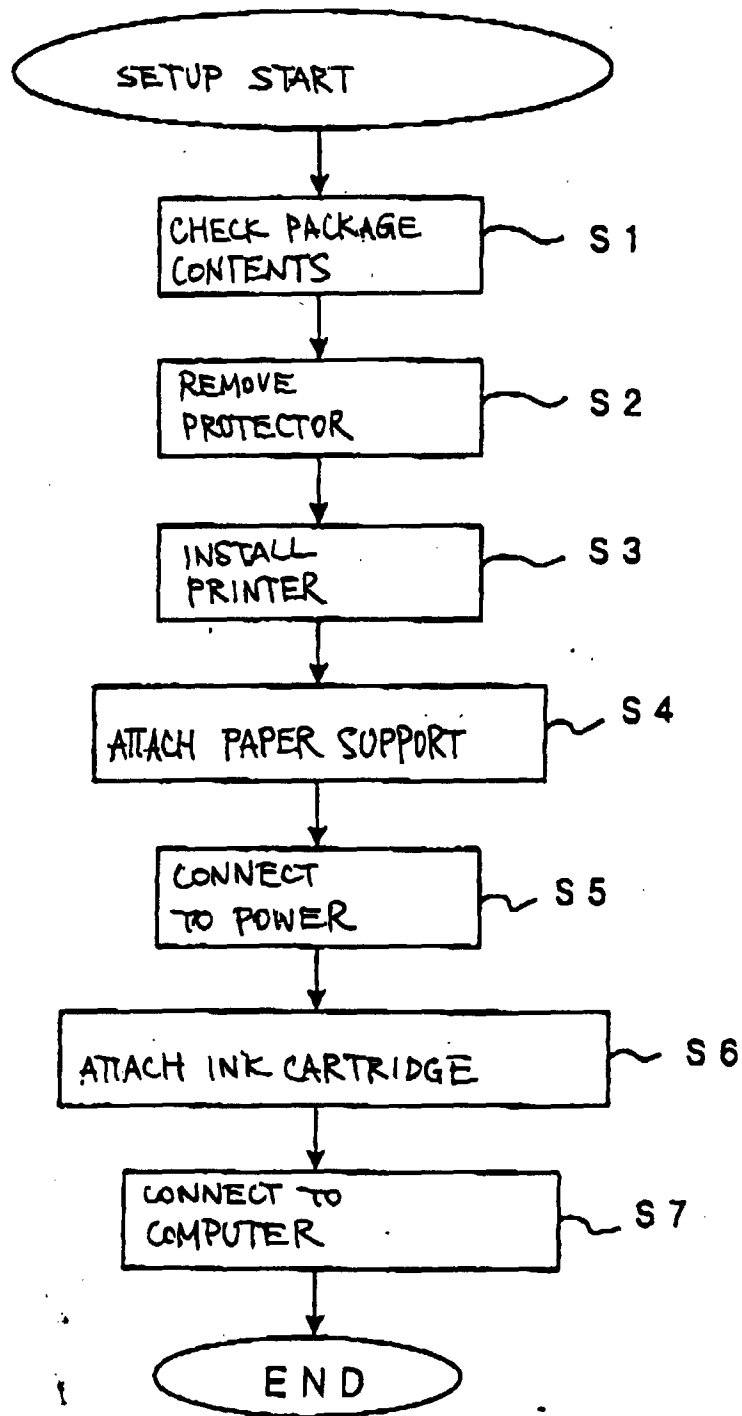 SETUP START
CHECK PACKAGE
CONTENTS
S 1
REMOVE
PROTECTOR
S 2
INSTALL
PRINTER
S 3
ATTACH PAPER SUPPORT
S 4
CONNECT
TO POWER
S 5
ATTACH INK CARTRIDGE
S 6
CONNECT TO
COMPUTER
S 7
END